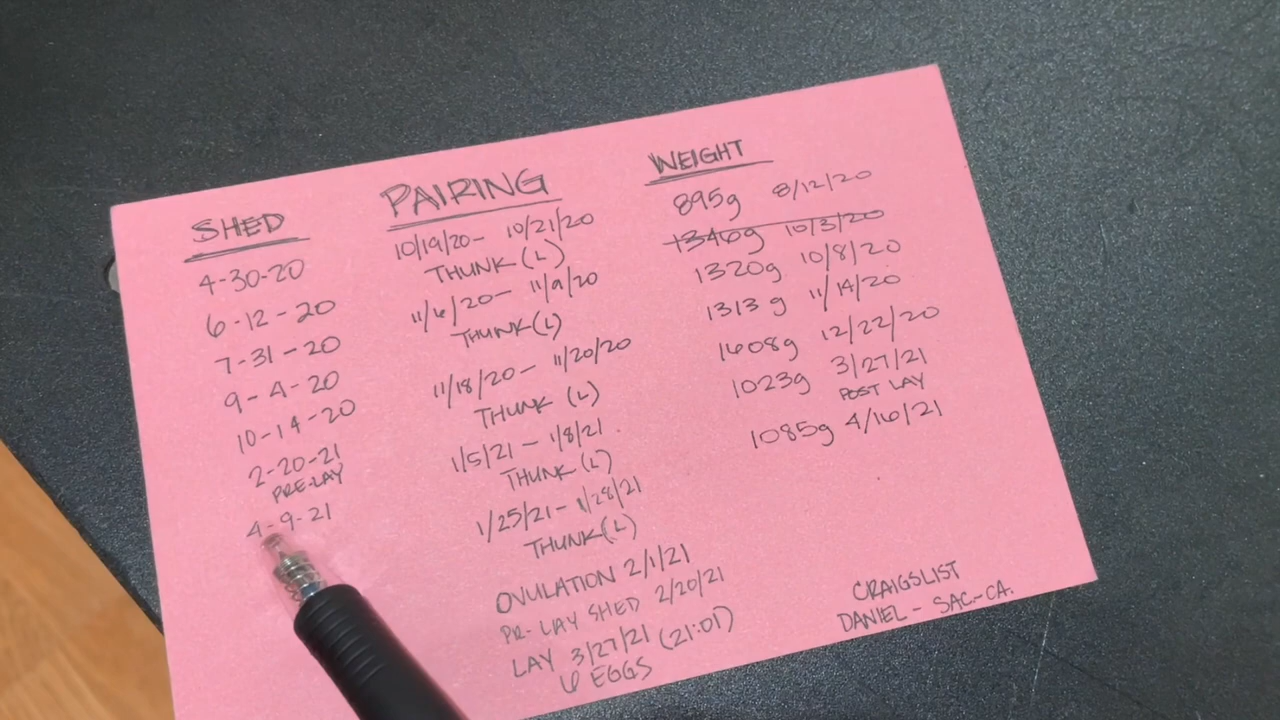 SHED
4-30-20
6-12-20
7-31-20
9-4-20
10-14-20
2-20-21
PRE-LAY
4-9-21
PAIRING
10/19/20- 10/21/20
THUNK (L)
11/6/20- 11/9/20
THUNK (L)
11/18/20- 11/20/20
THUNK (L)
1/5/21- 1/8/21
THUNK (L)
1/25/21- 1/28/21
THUNK (L)
OVULATION 2/1/21
PR- LAY SHED 2/20/21
LAY 3/27/21 (21:01)
6 EGGS
WEIGHT
895g 8/12/20
1346g 10/3/20
1320g 10/8/20
1313g 11/14/20
1608g 12/22/20
1023g 3/27/21
POST LAY
1085g 4/16/21
CRAIGSLIST
DANIEL - SAC.-CA.